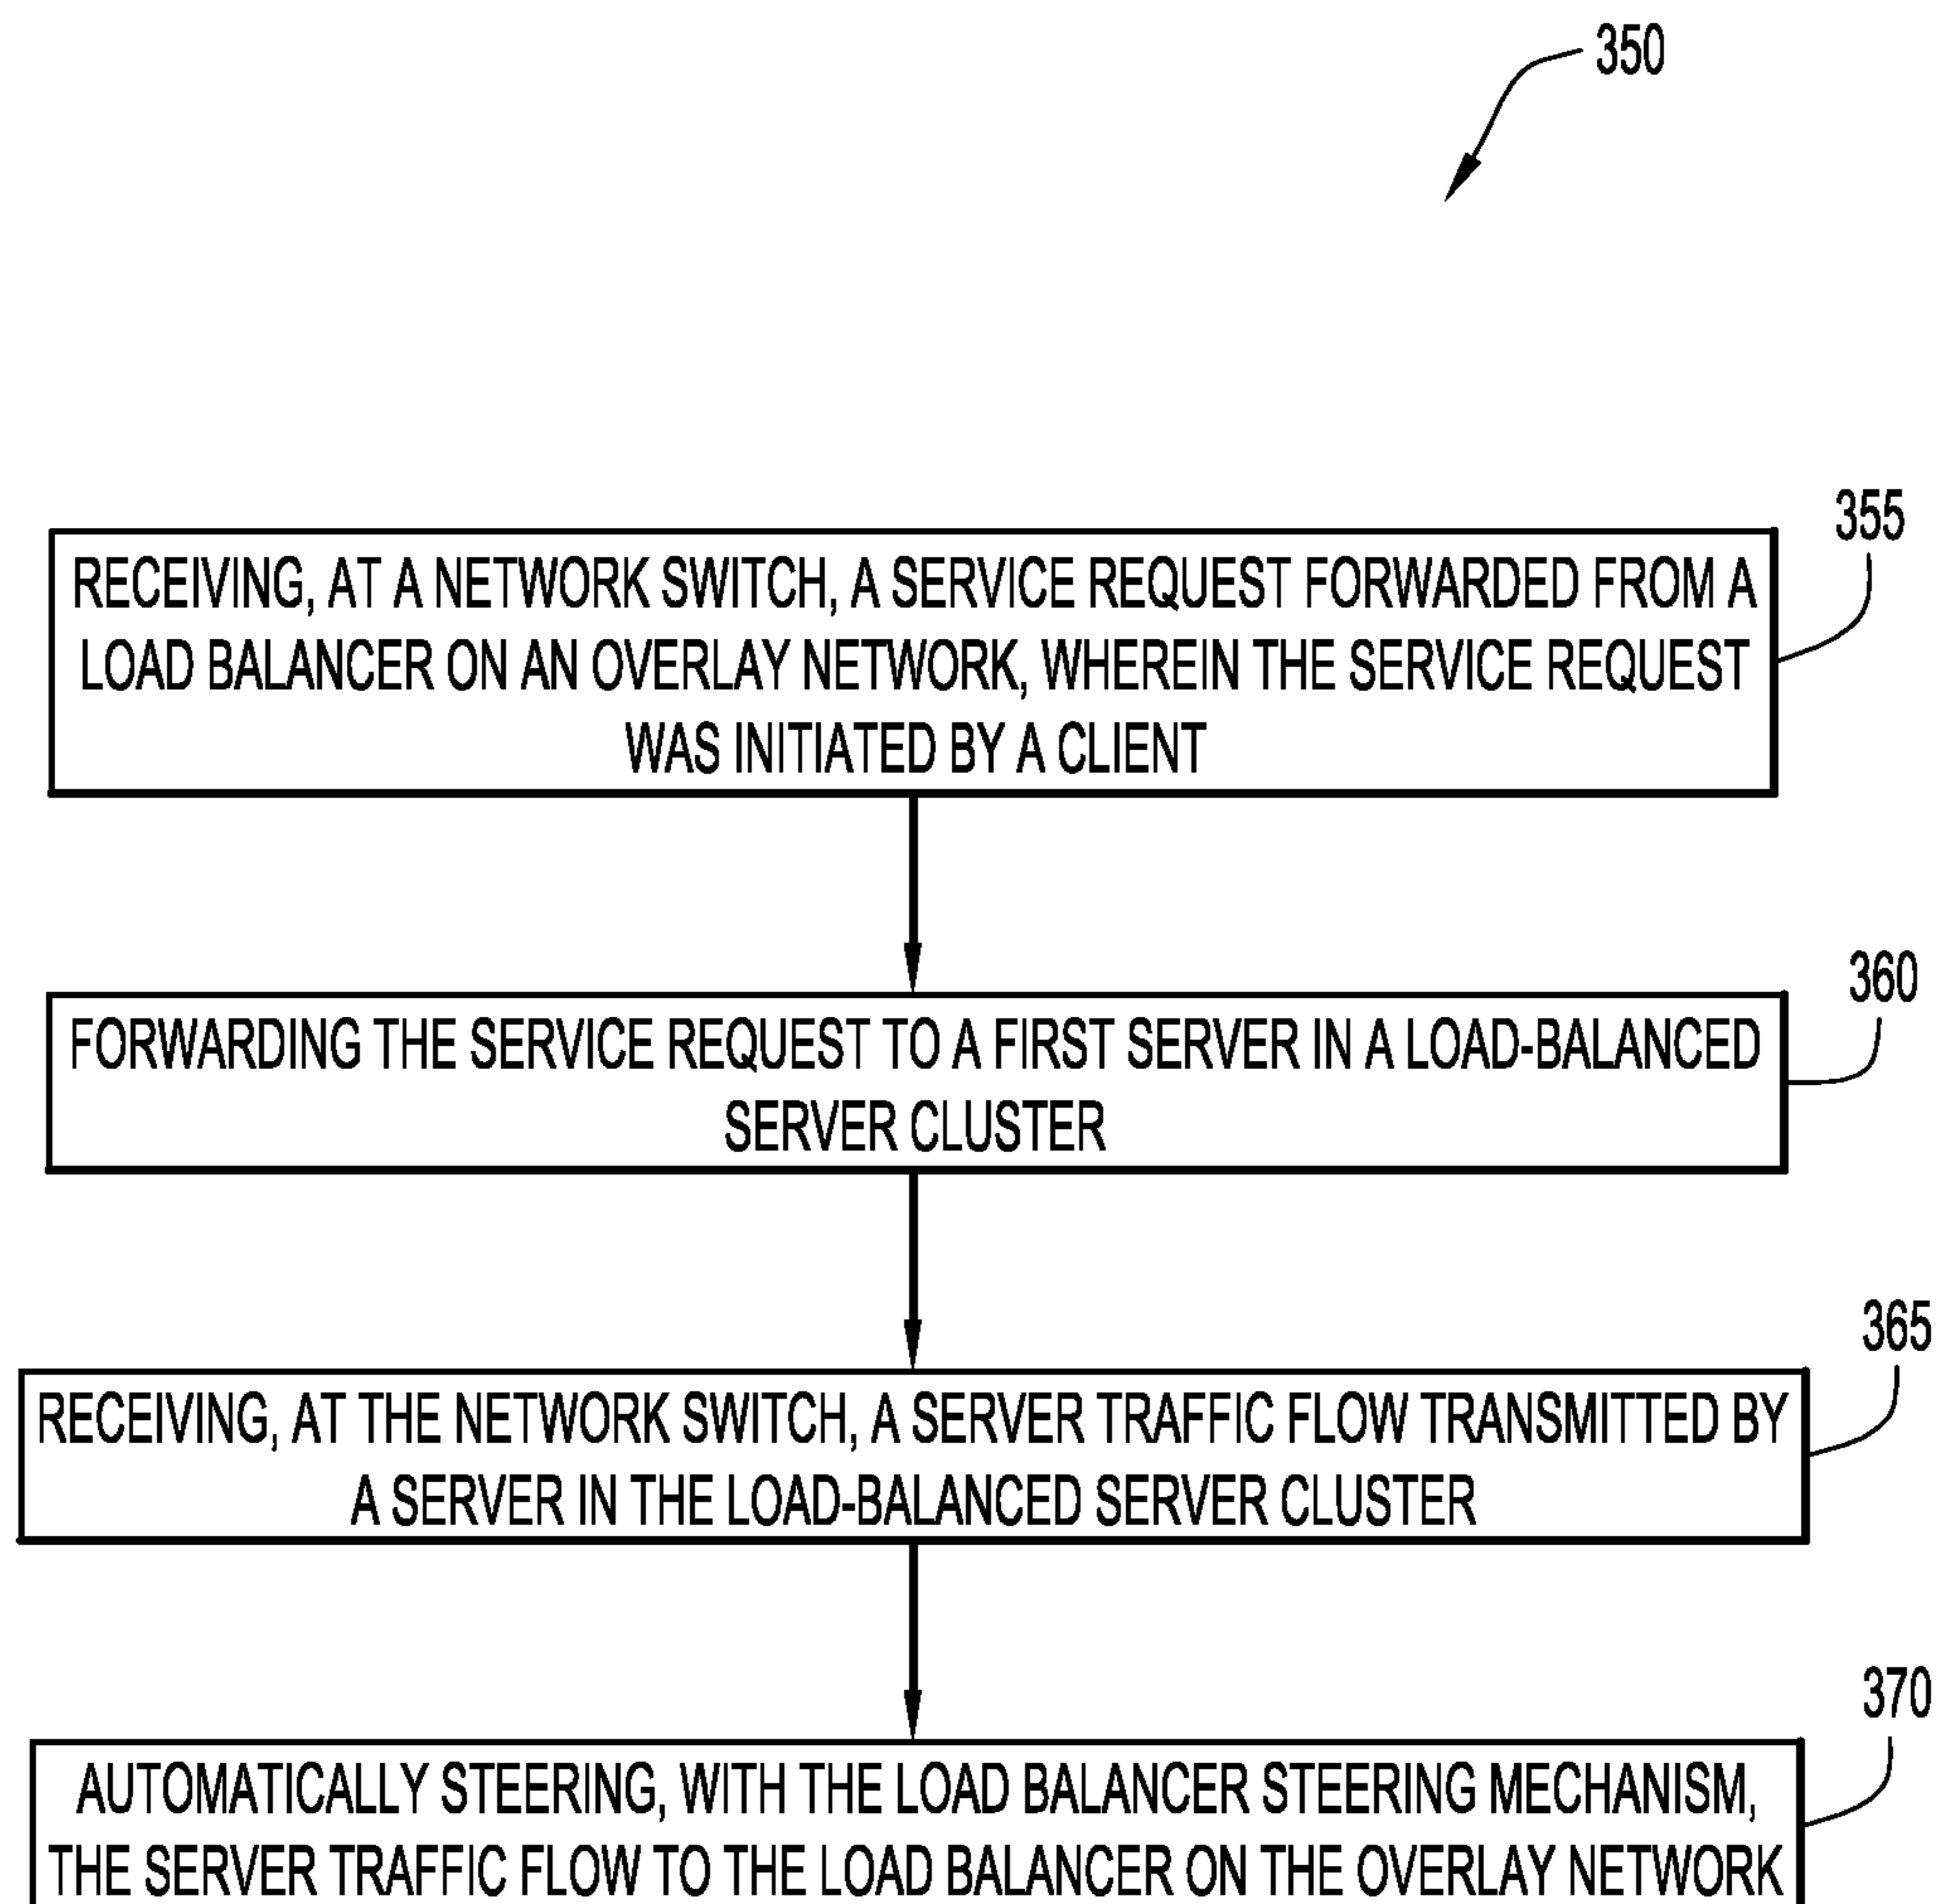 350
355
RECEIVING, AT A NETWORK SWITCH, A SERVICE REQUEST FORWARDED FROM A
LOAD BALANCER ON AN OVERLAY NETWORK, WHEREIN THE SERVICE REQUEST
WAS INITIATED BY A CLIENT
360
FORWARDING THE SERVICE REQUEST TO A FIRST SERVER IN A LOAD-BALANCED
SERVER CLUSTER
365
RECEIVING, AT THE NETWORK SWITCH, A SERVER TRAFFIC FLOW TRANSMITTED BY
A SERVER IN THE LOAD-BALANCED SERVER CLUSTER
370
AUTOMATICALLY STEERING, WITH THE LOAD BALANCER STEERING MECHANISM,
THE SERVER TRAFFIC FLOW TO THE LOAD BALANCER ON THE OVERLAY NETWORK